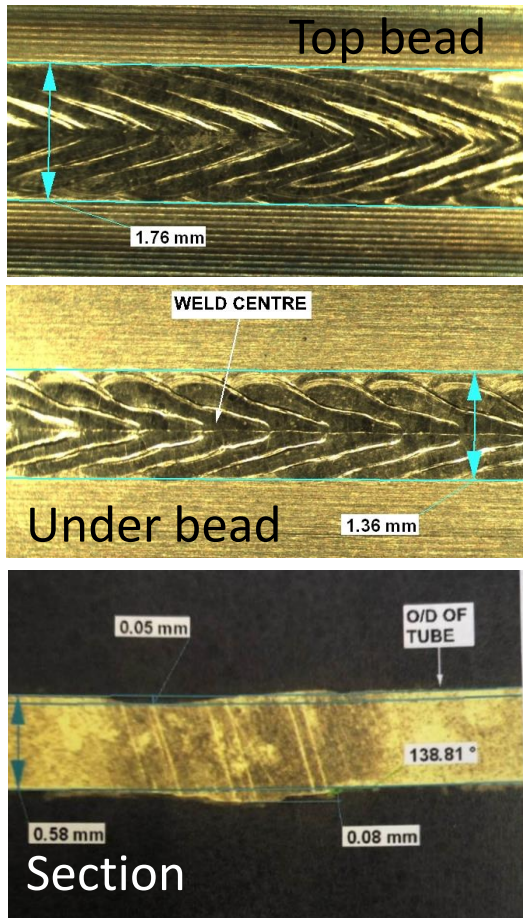 Top bead
1.76 mm
WELD CENTRE
Under bead
1.36 mm
0.05 mm
O/D OF
TUBE
138.81 °
0.58 mm
0.08 mm
Section